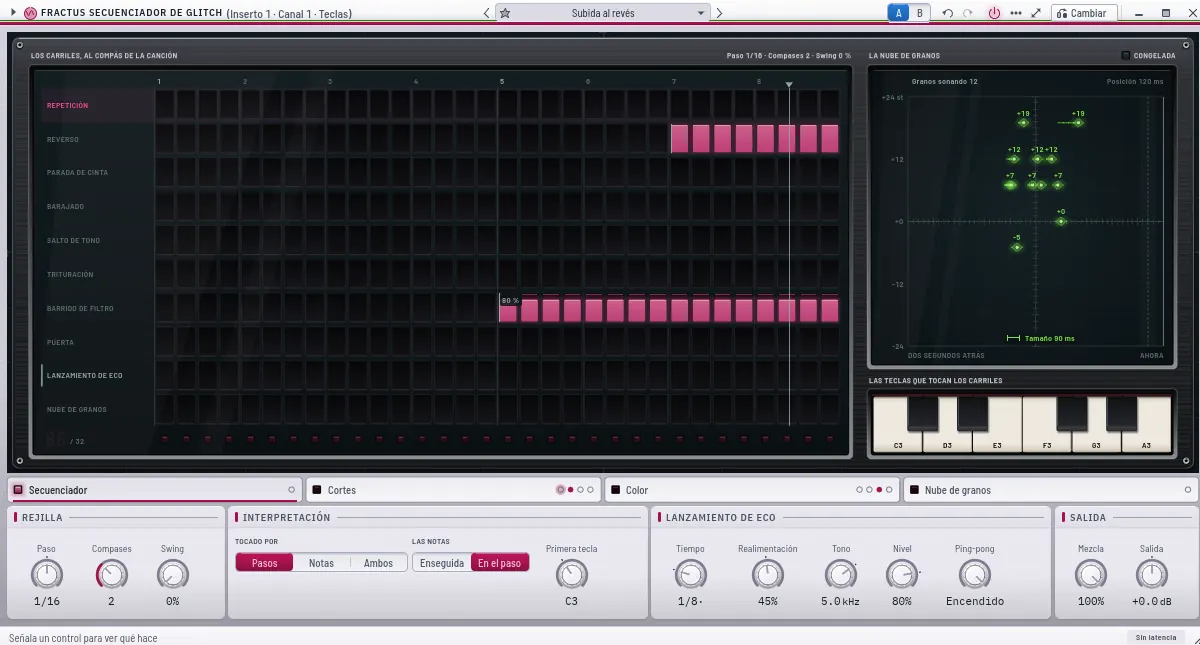 FRACTUS SECUENCIADOR DE GLITCH (Inserto 1 · Canal 1 · Teclas)
Subida al revés
A B
Cambiar
LOS CARRILES, AL COMPÁS DE LA CANCIÓN
Paso 1/16 · Compases 2 · Swing 0 %
LA NUBE DE GRANOS
CONGELADA
1 2 3 4 5 6 7 8
REPETICIÓN
REVERSO
PARADA DE CINTA
BARAJADO
SALTO DE TONO
TRITURACIÓN
BARRIDO DE FILTRO
80 %
PUERTA
LANZAMIENTO DE ECO
NUBE DE GRANOS
/ 32
Granos sonando 12
Posición 120 ms
+24 st
+19 +19
+12
+12 +12 +12
+7 +7 +7
+0
+0
-5
-12
-24
Tamaño 90 ms
DOS SEGUNDOS ATRÁS
AHORA
LAS TECLAS QUE TOCAN LOS CARRILES
C3 D3 E3 F3 G3 A3
Secuenciador
Cortes
Color
Nube de granos
REJILLA
Paso Compases Swing
1/16 2 0%
INTERPRETACIÓN
TOCADO POR
Pasos Notas Ambos
LAS NOTAS
Enseguida En el paso
Primera tecla
C3
LANZAMIENTO DE ECO
Tiempo Realimentación Tono Nivel Ping-pong
1/8· 45% 5.0 kHz 80% Encendido
SALIDA
Mezcla Salida
100% +0.0 dB
Señala un control para ver qué hace
Sin latencia